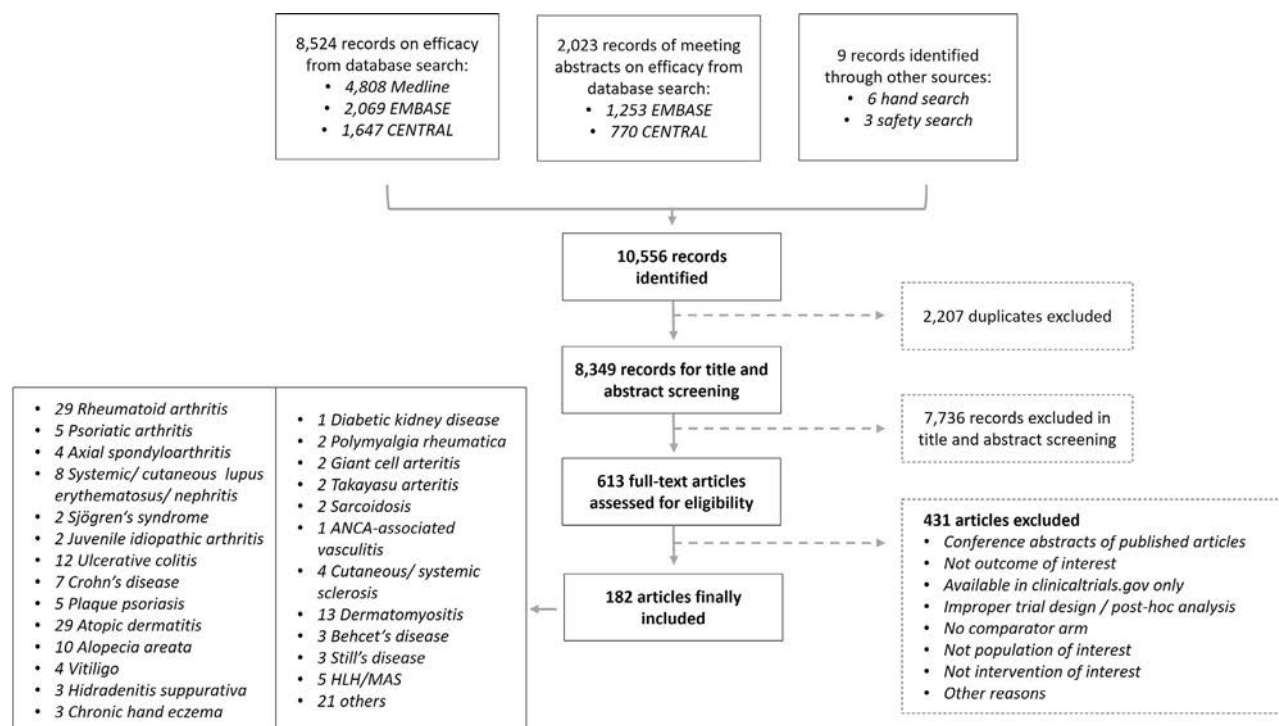 8,524 records on efficacy
from database search:
• 4,808 Medline
• 2,069 EMBASE
• 1,647 CENTRAL
2,023 records of meeting
abstracts on efficacy from
database search:
• 1,253 EMBASE
• 770 CENTRAL
9 records identified
through other sources:
• 6 hand search
• 3 safety search
10,556 records
identified
2,207 duplicates excluded
8,349 records for title and
abstract screening
7,736 records excluded in
title and abstract screening
613 full-text articles
assessed for eligibility
431 articles excluded
• Conference abstracts of published articles
• Not outcome of interest
• Available in clinicaltrials.gov only
• Improper trial design / post-hoc analysis
• No comparator arm
• Not population of interest
• Not intervention of interest
• Other reasons
182 articles finally
included
• 29 Rheumatoid arthritis
• 5 Psoriatic arthritis
• 4 Axial spondyloarthritis
• 8 Systemic/ cutaneous lupus
erythematosus/ nephritis
• 2 Sjögren's syndrome
• 2 Juvenile idiopathic arthritis
• 12 Ulcerative colitis
• 7 Crohn's disease
• 5 Plaque psoriasis
• 29 Atopic dermatitis
• 10 Alopecia areata
• 4 Vitiligo
• 3 Hidradenitis suppurativa
• 3 Chronic hand eczema
• 1 Diabetic kidney disease
• 2 Polymyalgia rheumatica
• 2 Giant cell arteritis
• 2 Takayasu arteritis
• 2 Sarcoidosis
• 1 ANCA-associated
vasculitis
• 4 Cutaneous/ systemic
sclerosis
• 13 Dermatomyositis
• 3 Behcet's disease
• 3 Still's disease
• 5 HLH/MAS
• 21 others